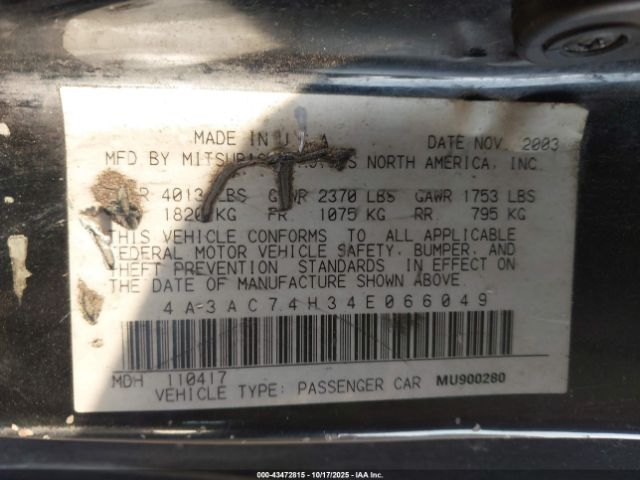 MADE IN U A DATE NOV. 2003
MFD BY MITSUBIS S NORTH AMERICA, INC
R 4013 LBS G WR 2370 LBS GAWR 1753 LBS
1820 KG FR 1075 KG RR. 795 KG
THIS VEHICLE CONFORMS TO ALL APPLICABLE
FEDERAL MOTOR VEHICLE SAFETY, BUMPER, AND
THEFT PREVENTION STANDARDS IN EFFECT ON
THE DATE OF MANUFACTURE SHOWN ABOVE
4A3AC74H34E066049
MDH 110417
VEHICLE TYPE: PASSENGER CAR MU900280
000-43472815 - 10/17/2025 - IAA Inc.